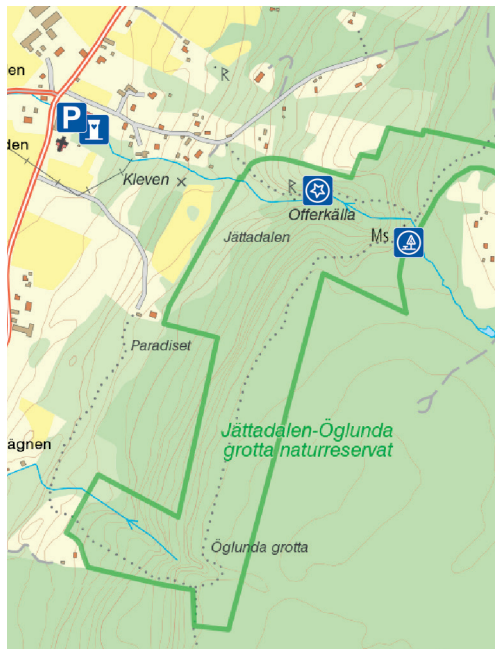 den
P
R
den
Kleven
R
Offerkälla
Ms.
Jättadalen
Paradiset
Jättadalen-Öglunda
grotta naturreservat
ägnen
Öglunda grotta